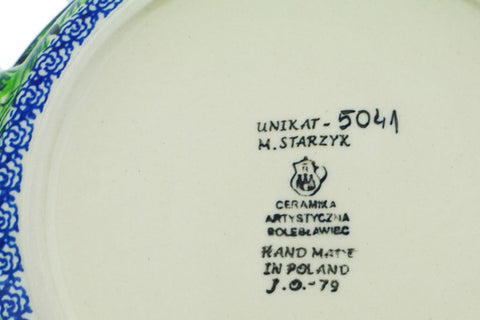 UNIKAT - 5041
M. STARZYK
CERAMIKA
ARTYSTYCZNA
BOLESŁAWIEC
HAND MADE
IN POLAND
J.O.-79